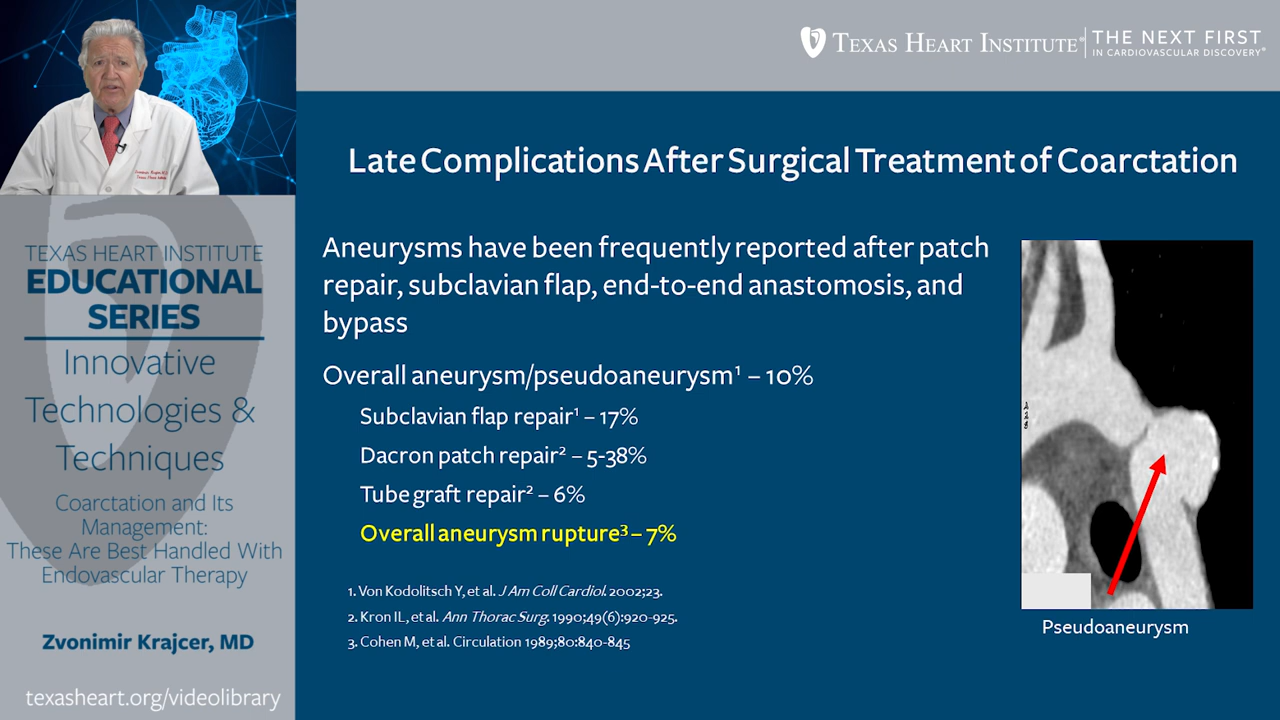 TEXAS HEART INSTITUTE®
THE NEXT FIRST
IN CARDIOVASCULAR DISCOVERY®
TEXAS HEART INSTITUTE
EDUCATIONAL
SERIES
Innovative
Technologies &
Techniques
Coarctation and Its
Management:
These Are Best Handled With
Endovascular Therapy
Zvonimir Krajcer, MD
texasheart.org/videolibrary
Late Complications After Surgical Treatment of Coarctation
Aneurysms have been frequently reported after patch
repair, subclavian flap, end-to-end anastomosis, and
bypass
Overall aneurysm/pseudoaneurysm¹ – 10%
Subclavian flap repair¹ – 17%
Dacron patch repair² – 5-38%
Tube graft repair² – 6%
Overall aneurysm rupture³ – 7%
1. Von Kodolitsch Y, et al. J Am Coll Cardiol. 2002;23.
2. Kron IL, et al. Ann Thorac Surg. 1990;49(6):920-925.
3. Cohen M, et al. Circulation 1989;80:840-845
Pseudoaneurysm